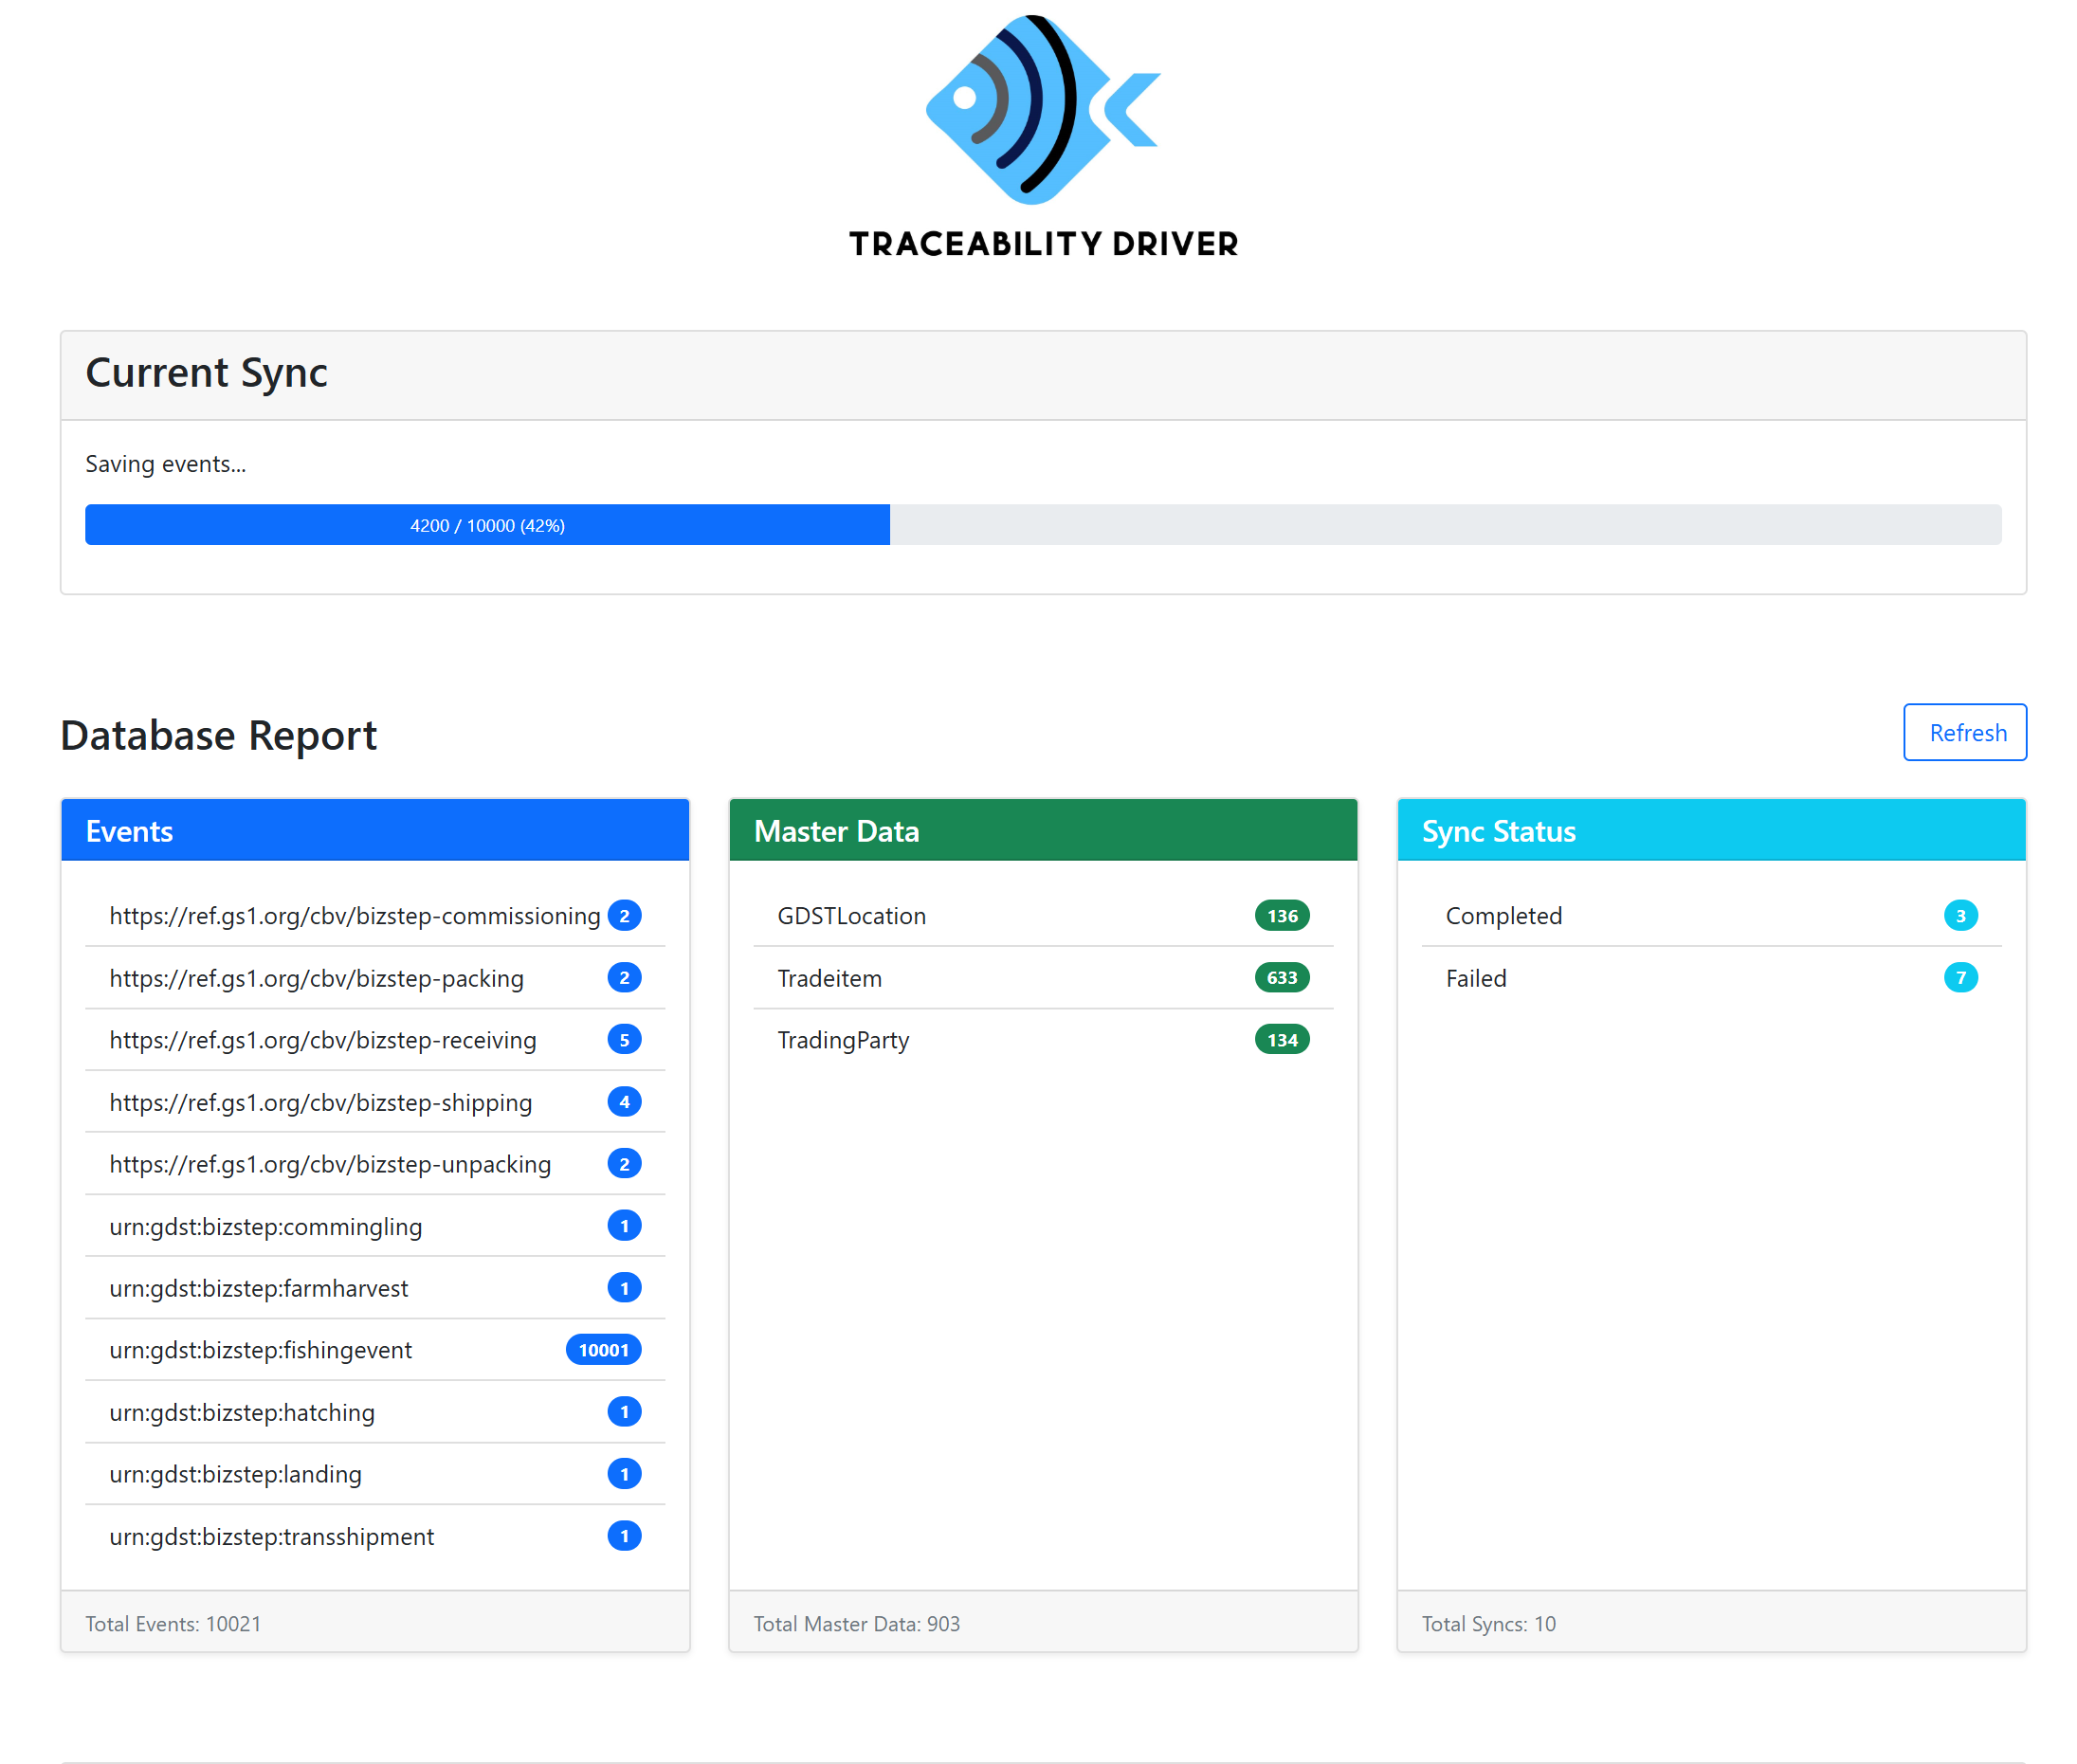 TRACEABILITY DRIVER
Current Sync
Saving events...
4200 / 10000 (42%)
Database Report
Refresh
Events
https://ref.gs1.org/cbv/bizstep-commissioning 2
https://ref.gs1.org/cbv/bizstep-packing 2
https://ref.gs1.org/cbv/bizstep-receiving 5
https://ref.gs1.org/cbv/bizstep-shipping 4
https://ref.gs1.org/cbv/bizstep-unpacking 2
urn:gdst:bizstep:commingling 1
urn:gdst:bizstep:farmharvest 1
urn:gdst:bizstep:fishingevent 10001
urn:gdst:bizstep:hatching 1
urn:gdst:bizstep:landing 1
urn:gdst:bizstep:transshipment 1
Total Events: 10021
Master Data
GDSTLocation 136
Tradeitem 633
TradingParty 134
Total Master Data: 903
Sync Status
Completed 3
Failed 7
Total Syncs: 10